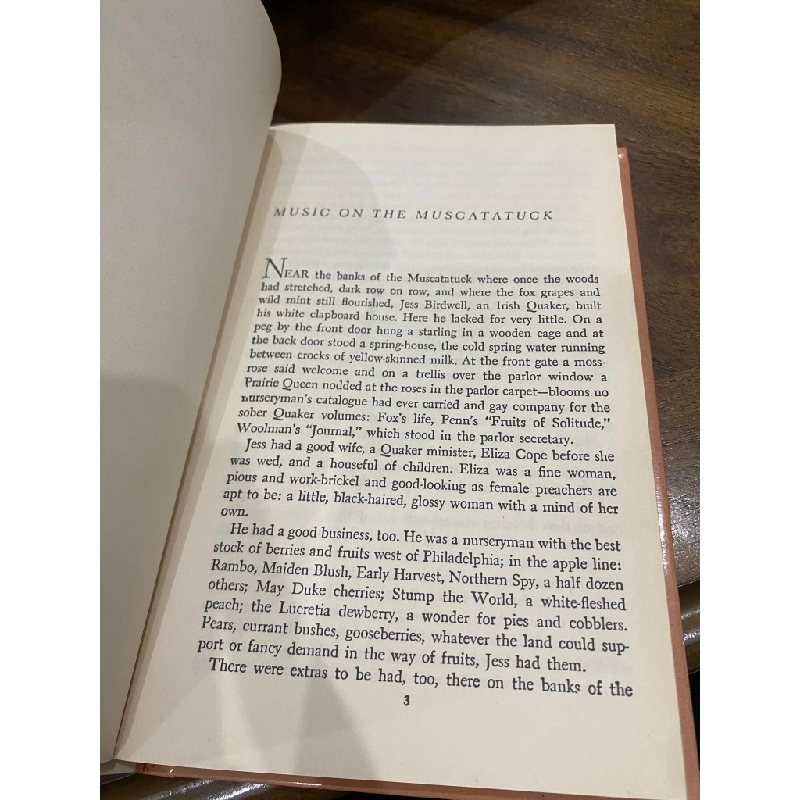 MUSIC ON THE MUSCATATUCK
NEAR the banks of the Muscatatuck where once the woods
had stretched, dark row on row, and where the fox grapes and
wild mint still flourished, Jess Birdwell, an Irish Quaker, built
his white clapboard house. Here he lacked for very little. On a
peg by the front door hung a starling in a wooden cage and at
the back door stood a spring-house, the cold spring water running
between crocks of yellow-skinned milk. At the front gate a moss-
rose said welcome and on a trellis over the parlor window a
Prairie Queen nodded at the roses in the parlor carpet—blooms no
nurseryman's catalogue had ever carried and gay company for the
sober Quaker volumes: Fox's life, Penn's "Fruits of Solitude,"
Woolman's "Journal," which stood in the parlor secretary.
Jess had a good wife, a Quaker minister, Eliza Cope before she
was wed, and a houseful of children. Eliza was a fine woman,
pious and work-brickel and good-looking as female preachers are
apt to be: a little, black-haired, glossy woman with a mind of her
own.
He had a good business, too. He was a nurseryman with the best
stock of berries and fruits west of Philadelphia; in the apple line:
Rambo, Maiden Blush, Early Harvest, Northern Spy, a half dozen
others; May Duke cherries; Stump the World, a white-fleshed
peach; the Lucretia dewberry, a wonder for pies and cobblers.
Pears, currant bushes, gooseberries, whatever the land could sup-
port or fancy demand in the way of fruits, Jess had them.
There were extras to be had, too, there on the banks of the
3